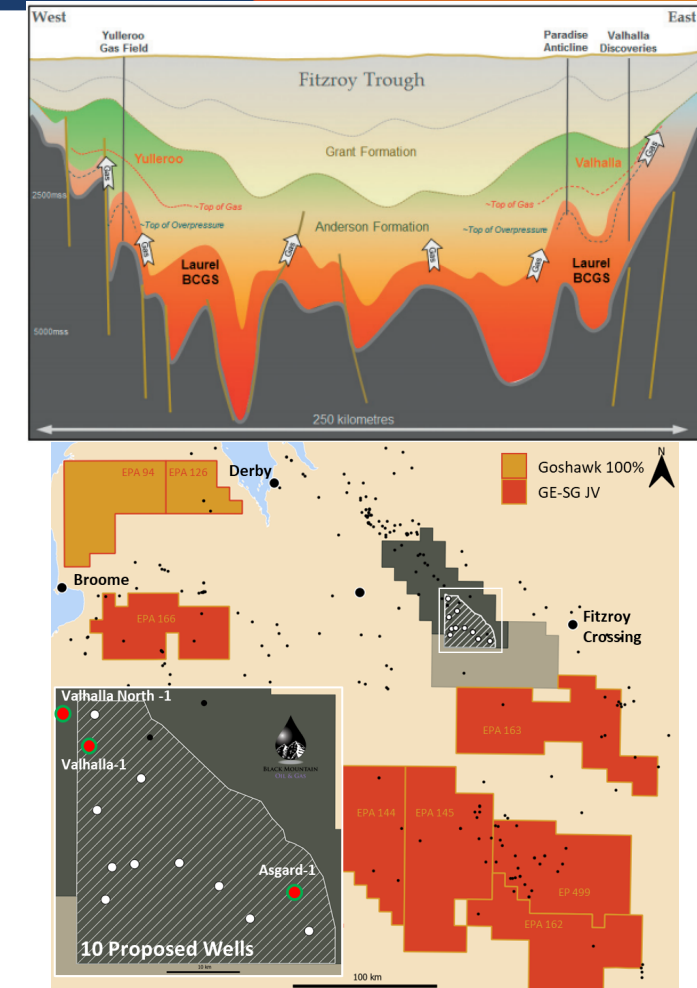 West
East
Yulleroo
Gas Field
Paradise
Anticline
Valhalla
Discoveries
Fitzroy Trough
Grant Formation
Yulleroo
Valhalla
Gas
Gas
2500mss
~Top of Gas
~Top of Gas
~Top of Overpressure
Anderson Formation
~Top of Overpressure
Gas
Gas
Gas
Gas
Laurel
BCGS
Laurel
BCGS
5000mss
250 kilometres
EPA 94
EPA 126
Derby
Goshawk 100%
GE-SG JV
N
Broome
EPA 166
Fitzroy
Crossing
Valhalla North -1
Valhalla-1
BLACK MOUNTAIN
OIL & GAS
EPA 163
EPA 144
EPA 145
Asgard-1
EP 499
EPA 162
10 Proposed Wells
10 km
100 km